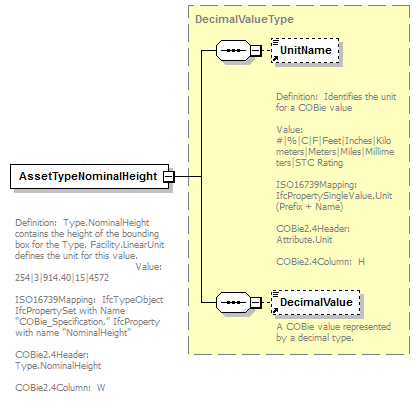 DecimalValueType
UnitName
Definition:  Identifies the unit
for a COBie value
Value:
#|%|C|F|Feet|Inches|Kilo
meters|Meters|Miles|Millime
ters|STC Rating
ISO16739Mapping:
IfcPropertySingleValue.Unit
(Prefix + Name)
COBie2.4Header:
Attribute.Unit
COBie2.4Column:  H
AssetTypeNominalHeight
Definition:  Type.NominalHeight
contains the height of the bounding
box for the Type. Facility.LinearUnit
defines the unit for this value.
Value:
254|3|914.40|15|4572
ISO16739Mapping:  IfcTypeObject
IfcPropertySet with Name
"COBie_Specification," IfcProperty
with name "NominalHeight"
COBie2.4Header:
Type.NominalHeight
COBie2.4Column:  W
DecimalValue
A COBie value represented
by a decimal type.